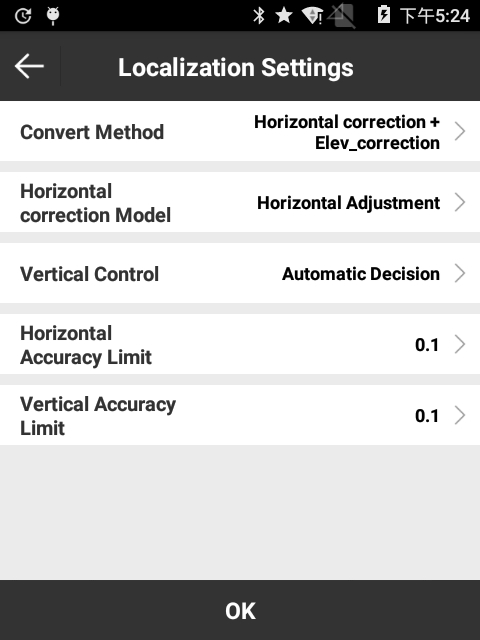 下午5:24
Localization Settings
Convert Method
Horizontal correction +
Elev_correction
Horizontal
correction Model
Horizontal Adjustment
Vertical Control
Automatic Decision
Horizontal
Accuracy Limit
0.1
Vertical Accuracy
Limit
0.1
OK